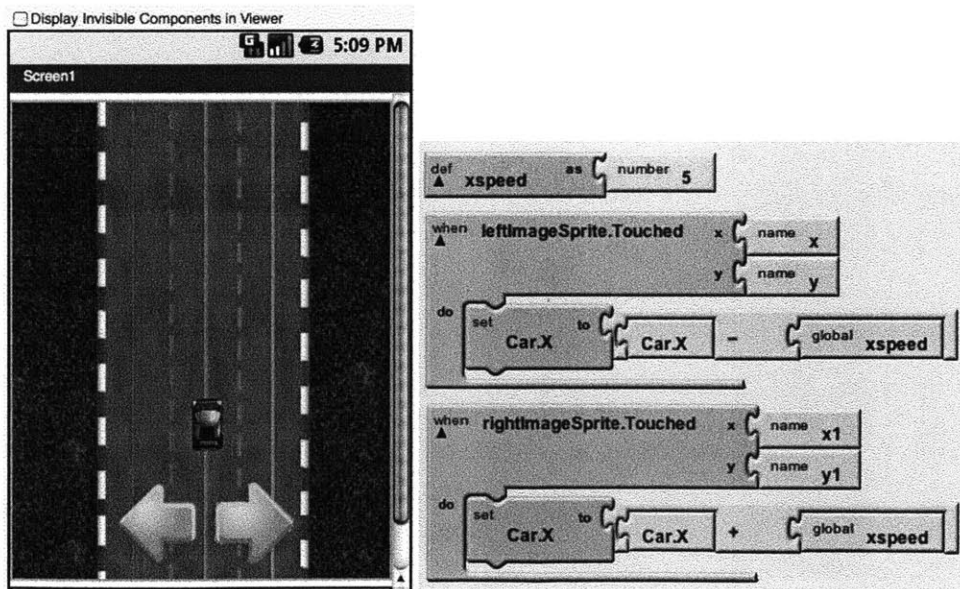 Display Invisible Components in Viewer
5:09 PM
Screen1
def xspeed as number 5
when leftImageSprite.Touched x name x
y name y
do set Car.X to Car.X - global xspeed
when rightImageSprite.Touched x name x1
y name y1
do set Car.X to Car.X + global xspeed